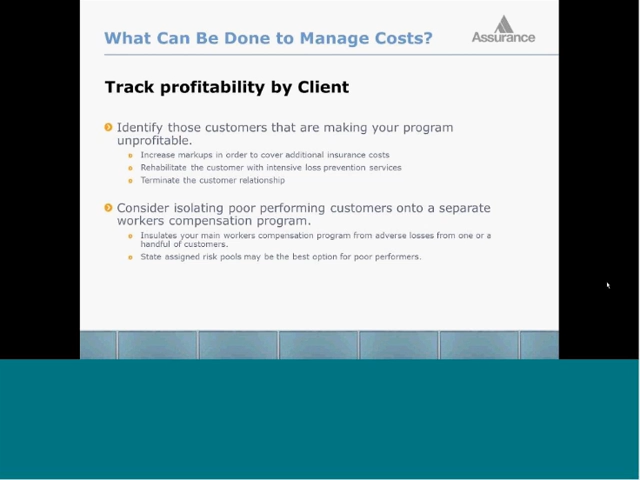 What Can Be Done to Manage Costs?
Assurance
Track profitability by Client
Identify those customers that are making your program
unprofitable.
Increase markups in order to cover additional insurance costs
Rehabilitate the customer with intensive loss prevention services
Terminate the customer relationship
Consider isolating poor performing customers onto a separate
workers compensation program.
Insulates your main workers compensation program from adverse losses from one or a
handful of customers.
State assigned risk pools may be the best option for poor performers.